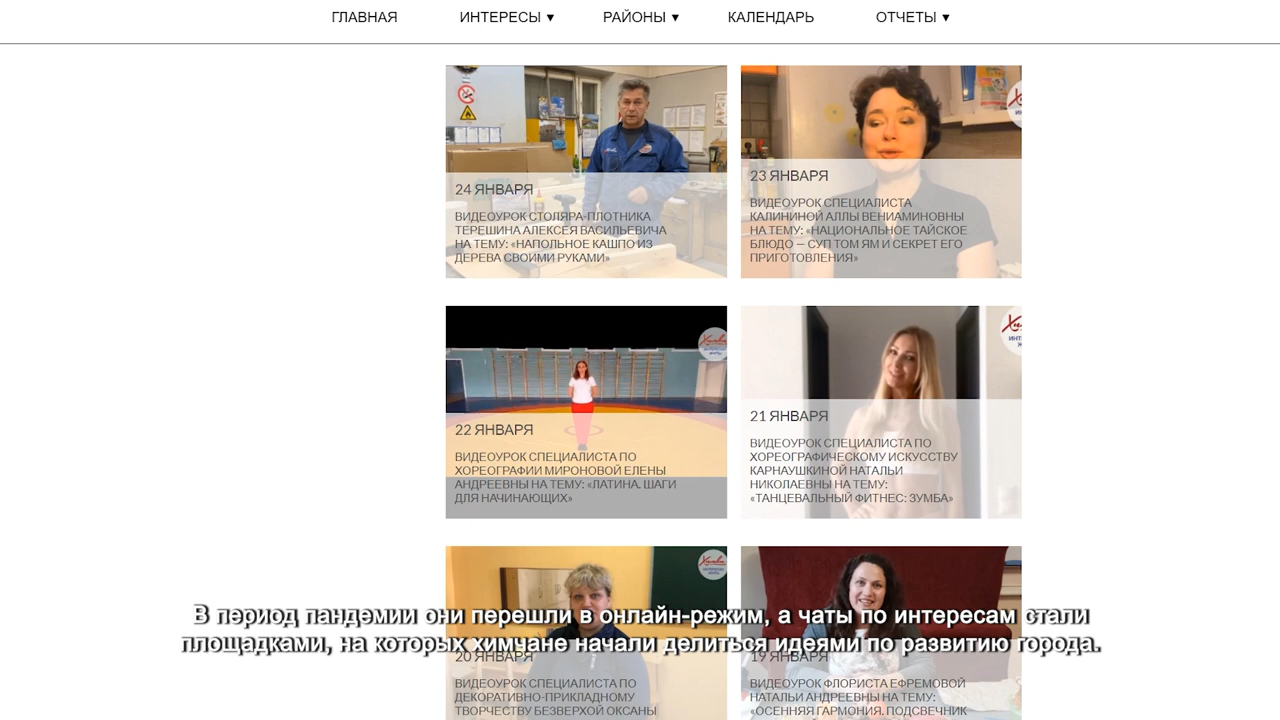 ГЛАВНАЯ
ИНТЕРЕСЫ ▼
РАЙОНЫ ▼
КАЛЕНДАРЬ
ОТЧЕТЫ ▼
24 ЯНВАРЯ
ВИДЕОУРОК СТОЛЯРА-ПЛОТНИКА
ТЕРЕШИНА АЛЕКСЕЯ ВАСИЛЬЕВИЧА
НА ТЕМУ: «НАПОЛЬНОЕ КАШПО ИЗ
ДЕРЕВА СВОИМИ РУКАМИ»
23 ЯНВАРЯ
ВИДЕОУРОК СПЕЦИАЛИСТА
КАЛИНИНОЙ АЛЛЫ ВЕНИАМИНОВНЫ
НА ТЕМУ: «НАЦИОНАЛЬНОЕ ТАЙСКОЕ
БЛЮДО — СУП ТОМ ЯМ И СЕКРЕТ ЕГО
ПРИГОТОВЛЕНИЯ»
22 ЯНВАРЯ
ВИДЕОУРОК СПЕЦИАЛИСТА ПО
ХОРЕОГРАФИИ МИРОНОВОЙ ЕЛЕНЫ
АНДРЕЕВНЫ НА ТЕМУ: «ЛАТИНА. ШАГИ
ДЛЯ НАЧИНАЮЩИХ»
21 ЯНВАРЯ
ВИДЕОУРОК СПЕЦИАЛИСТА ПО
ХОРЕОГРАФИЧЕСКОМУ ИСКУССТВУ
КАРНАУШКИНОЙ НАТАЛЬИ
НИКОЛАЕВНЫ НА ТЕМУ:
«ТАНЦЕВАЛЬНЫЙ ФИТНЕС: ЗУМБА»
В период пандемии они перешли в онлайн-режим, а чаты по интересам стали
площадками, на которых химчане начали делиться идеями по развитию города.
20 ЯНВАРЯ
ВИДЕОУРОК СПЕЦИАЛИСТА ПО
ДЕКОРАТИВНО-ПРИКЛАДНОМУ
ТВОРЧЕСТВУ БЕЗВЕРХОЙ ОКСАНЫ
19 ЯНВАРЯ
ВИДЕОУРОК ФЛОРИСТА ЕФРЕМОВОЙ
НАТАЛЬИ АНДРЕЕВНЫ НА ТЕМУ:
«ОСЕННЯЯ ГАРМОНИЯ. ПОДСВЕЧНИК